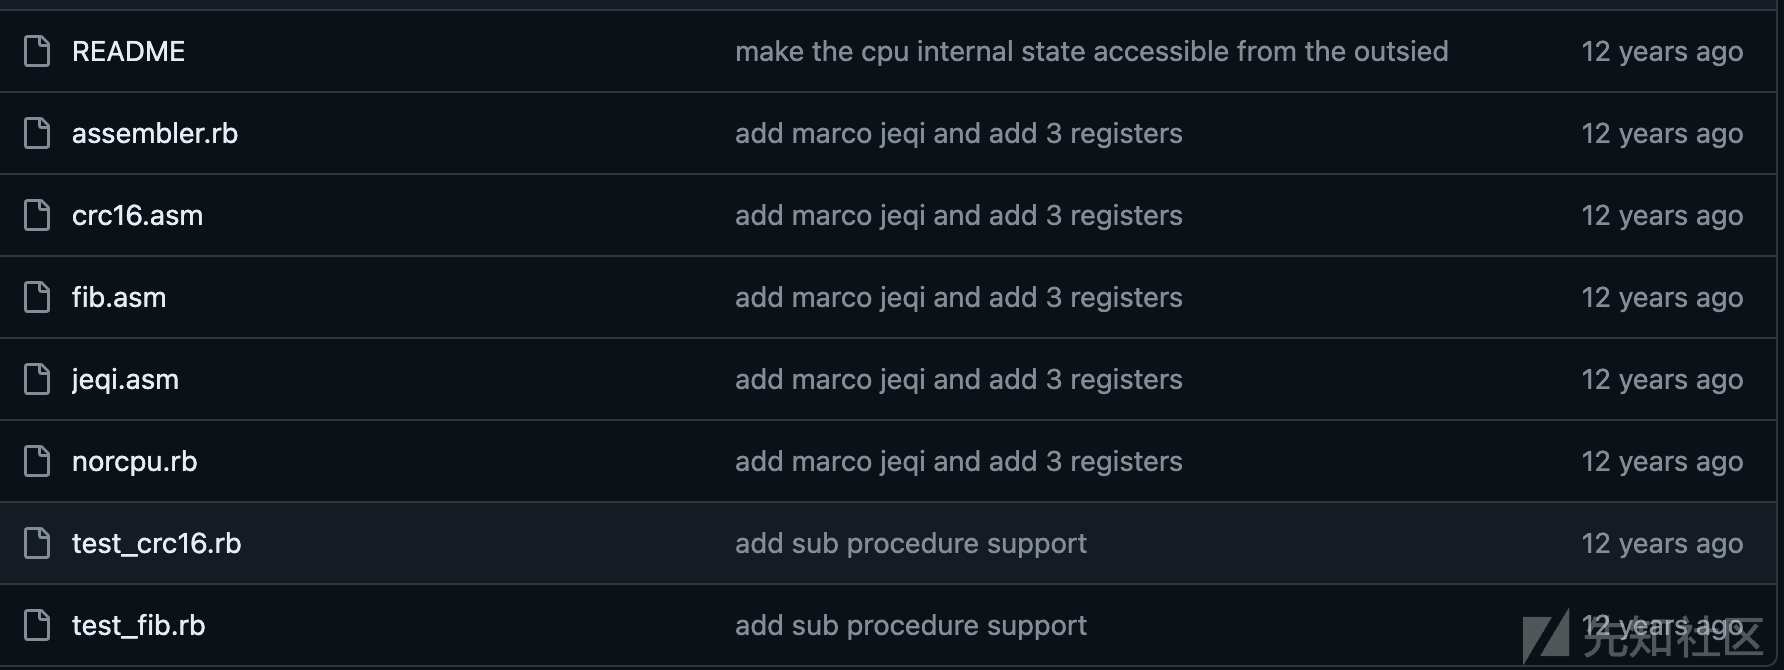 README make the cpu internal state accessible from the outsied 12 years ago
assembler.rb add marco jeqi and add 3 registers 12 years ago
crc16.asm add marco jeqi and add 3 registers 12 years ago
fib.asm add marco jeqi and add 3 registers 12 years ago
jeqi.asm add marco jeqi and add 3 registers 12 years ago
norcpu.rb add marco jeqi and add 3 registers 12 years ago
test_crc16.rb add sub procedure support 12 years ago
test_fib.rb add sub procedure support 12 years ago
先知社区